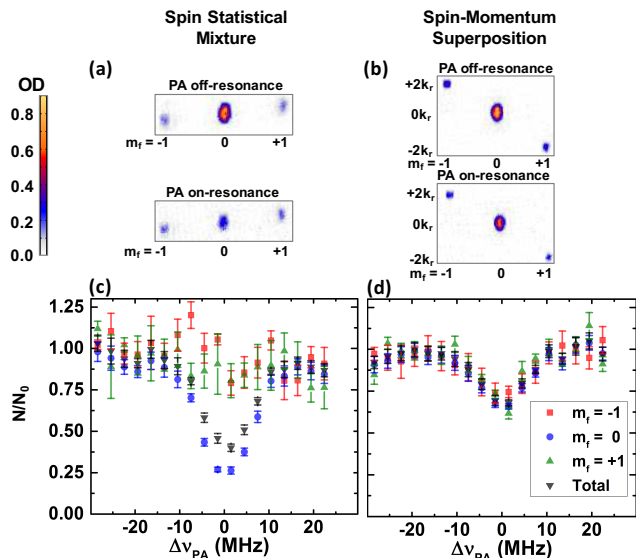 Spin Statistical
Mixture
Spin-Momentum
Superposition
(a)
PA off-resonance
m_f = -1 0 +1
PA on-resonance
m_f = -1 0 +1
(b)
PA off-resonance
+2k_r
0k_r
-2k_r
m_f = -1 0 +1
PA on-resonance
+2k_r
0k_r
-2k_r
m_f = -1 0 +1
OD
0.8
0.6
0.4
0.2
0.0
(c)
N/N_0
1.25
1.00
0.75
0.50
0.25
0.00
-20 -10 0 10 20
Δν_PA (MHz)
(d)
m_f = -1
m_f = 0
m_f = +1
Total
-20 -10 0 10 20
Δν_PA (MHz)